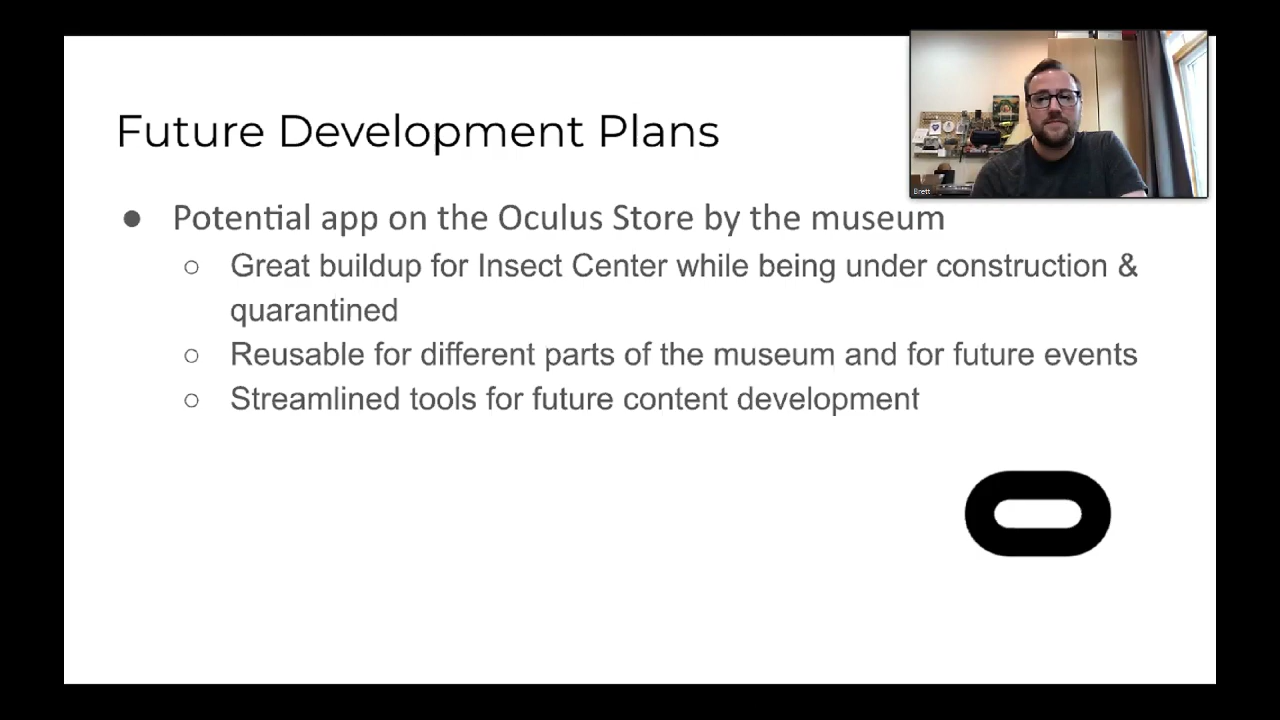 Future Development Plans
● Potential app on the Oculus Store by the museum
○ Great buildup for Insect Center while being under construction &
quarantined
○ Reusable for different parts of the museum and for future events
○ Streamlined tools for future content development
Brett